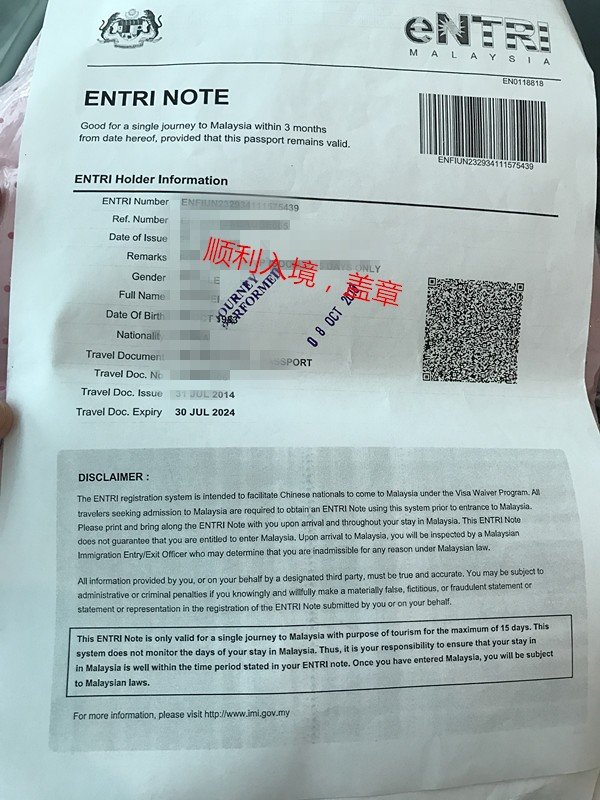 eNTRI
MALAYSIA
EN0118818
ENTRI NOTE
Good for a single journey to Malaysia within 3 months
from date hereof, provided that this passport remains valid.
ENFIUN232934111575439
ENTRI Holder Information
ENTRI Number ENFIUN232934111575439
Ref. Number
Date of Issue
Remarks DAYS ONLY
Gender
Full Name
Date Of Birth
Nationality
Travel Document PASSPORT
Travel Doc. No
Travel Doc. Issue 31 JUL 2014
Travel Doc. Expiry 30 JUL 2024
顺利入境，盖章
JOURNEY
PERFORMED
08 OCT
DISCLAIMER :
The ENTRI registration system is intended to facilitate Chinese nationals to come to Malaysia under the Visa Waiver Program. All
travelers seeking admission to Malaysia are required to obtain an ENTRI Note using this system prior to entrance to Malaysia.
Please print and bring along the ENTRI Note with you upon arrival and throughout your stay in Malaysia. This ENTRI Note
does not guarantee that you are entitled to enter Malaysia. Upon arrival to Malaysia, you will be inspected by a Malaysian
Immigration Entry/Exit Officer who may determine that you are inadmissible for any reason under Malaysian law.
All information provided by you, or on your behalf by a designated third party, must be true and accurate. You may be subject to
administrative or criminal penalties if you knowingly and willfully make a materially false, fictitious, or fraudulent statement or
statement or representation in the registration of the ENTRI Note submitted by you or on your behalf.
This ENTRI Note is only valid for a single journey to Malaysia with purpose of tourism for the maximum of 15 days. This
system does not monitor the days of your stay in Malaysia. Thus, it is your responsibility to ensure that your stay in
in Malaysia is well within the time period stated in your ENTRI note. Once you have entered Malaysia, you will be subject
to Malaysian laws.
For more information, please visit http://www.imi.gov.my